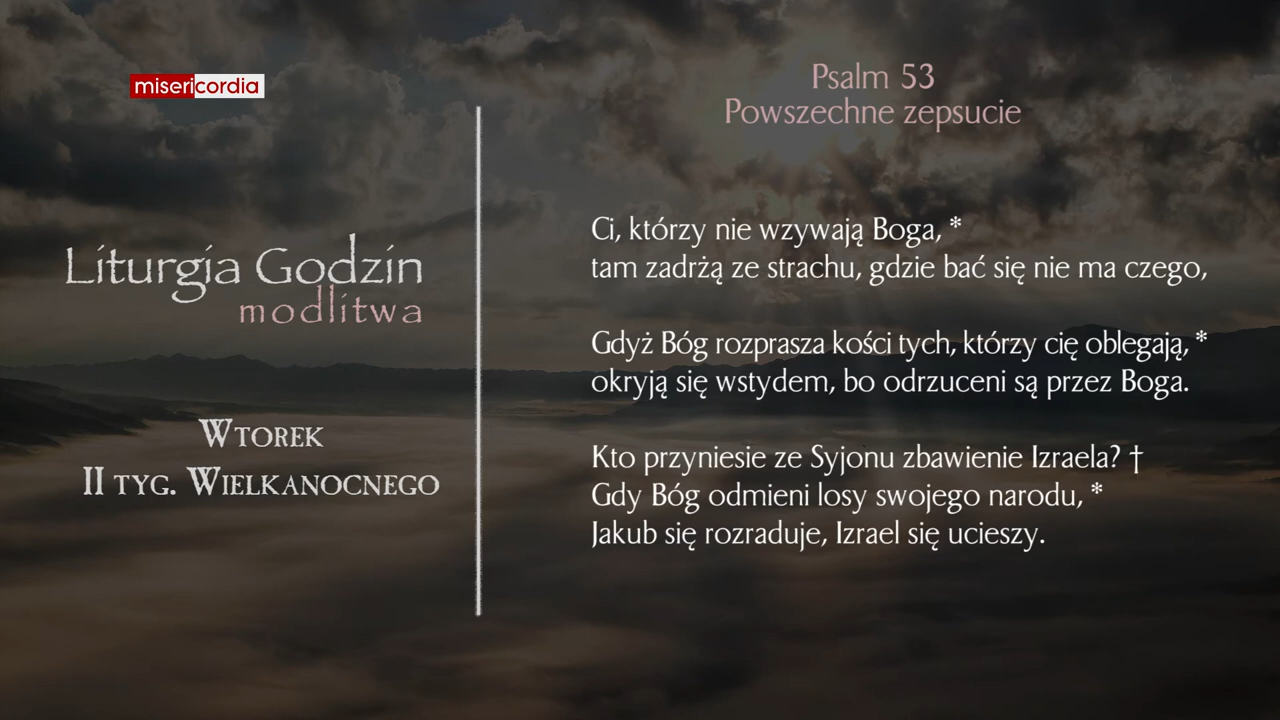 misericordia
Liturgia Godzin
modlitwa
Wtorek
II tyg. Wielkanocnego
Psalm 53
Powszechne zepsucie
Ci, którzy nie wzywają Boga, *
tam zadrżą ze strachu, gdzie bać się nie ma czego,
Gdyż Bóg rozprasza kości tych, którzy cię oblegają, *
okryją się wstydem, bo odrzuceni są przez Boga.
Kto przyniesie ze Syjonu zbawienie Izraela? †
Gdy Bóg odmieni losy swojego narodu, *
Jakub się rozraduje, Izrael się ucieszy.